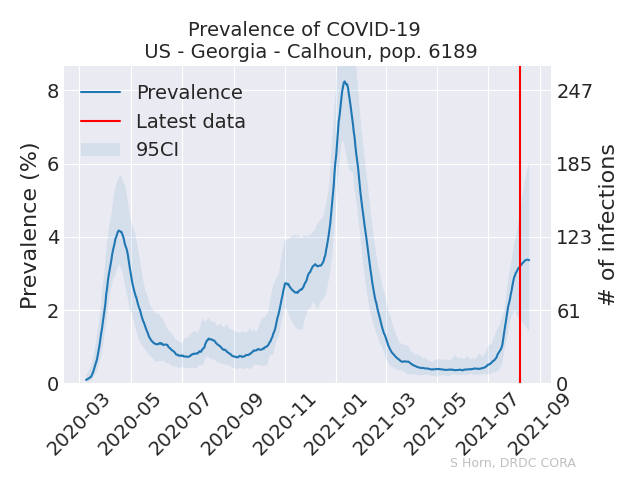 Prevalence of COVID-19
US - Georgia - Calhoun, pop. 6189
Prevalence
Latest data
95CI
Prevalence (%)
8
6
4
2
0
247
185
123
61
0
# of infections
2020-03
2020-05
2020-07
2020-09
2020-11
2021-01
2021-03
2021-05
2021-07
2021-09
S Horn, DRDC CORA